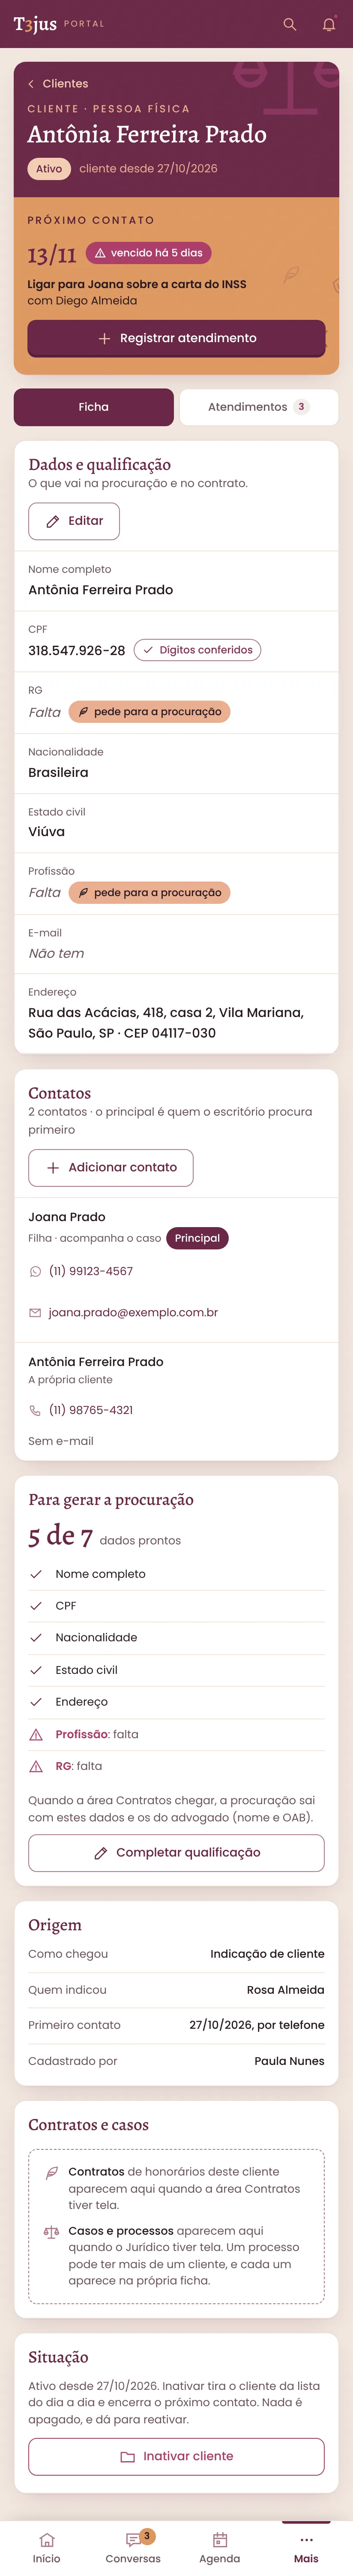 T3jus PORTAL
Clientes
CLIENTE · PESSOA FÍSICA
Antônia Ferreira Prado
Ativo cliente desde 27/10/2026
PRÓXIMO CONTATO
13/11 vencido há 5 dias
Ligar para Joana sobre a carta do INSS
com Diego Almeida
Registrar atendimento
Ficha Atendimentos 3
Dados e qualificação
O que vai na procuração e no contrato.
Editar
Nome completo
Antônia Ferreira Prado
CPF
318.547.926-28 Dígitos conferidos
RG
Falta pede para a procuração
Nacionalidade
Brasileira
Estado civil
Viúva
Profissão
Falta pede para a procuração
E-mail
Não tem
Endereço
Rua das Acácias, 418, casa 2, Vila Mariana,
São Paulo, SP · CEP 04117-030
Contatos
2 contatos · o principal é quem o escritório procura
primeiro
Adicionar contato
Joana Prado
Filha · acompanha o caso Principal
(11) 99123-4567
joana.prado@exemplo.com.br
Antônia Ferreira Prado
A própria cliente
(11) 98765-4321
Sem e-mail
Para gerar a procuração
5 de 7 dados prontos
Nome completo
CPF
Nacionalidade
Estado civil
Endereço
Profissão: falta
RG: falta
Quando a área Contratos chegar, a procuração sai
com estes dados e os do advogado (nome e OAB).
Completar qualificação
Origem
Como chegou Indicação de cliente
Quem indicou Rosa Almeida
Primeiro contato 27/10/2026, por telefone
Cadastrado por Paula Nunes
Contratos e casos
Contratos de honorários deste cliente
aparecem aqui quando a área Contratos
tiver tela.
Casos e processos aparecem aqui
quando o Jurídico tiver tela. Um processo
pode ter mais de um cliente, e cada um
aparece na própria ficha.
Situação
Ativo desde 27/10/2026. Inativar tira o cliente da lista
do dia a dia e encerra o próximo contato. Nada é
apagado, e dá para reativar.
Inativar cliente
3
Início Conversas Agenda Mais